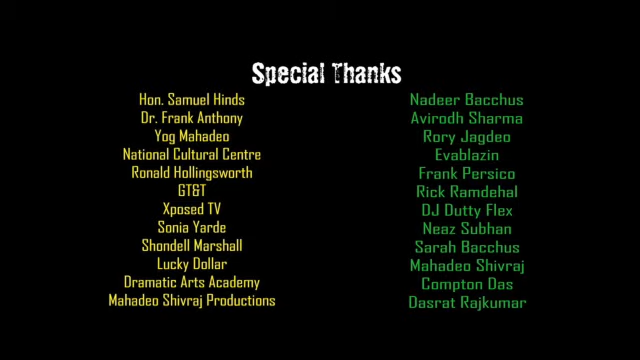 Special Thanks
Hon. Samuel Hinds
Dr. Frank Anthony
Yog Mahadeo
National Cultural Centre
Ronald Hollingsworth
GT&T
Xposed TV
Sonia Yarde
Shondell Marshall
Lucky Dollar
Dramatic Arts Academy
Mahadeo Shivraj Productions
Nadeer Bacchus
Avirodh Sharma
Rory Jagdeo
Evablazin
Frank Persico
Rick Ramdehal
DJ Dutty Flex
Neaz Subhan
Sarah Bacchus
Mahadeo Shivraj
Compton Das
Dasrat Rajkumar